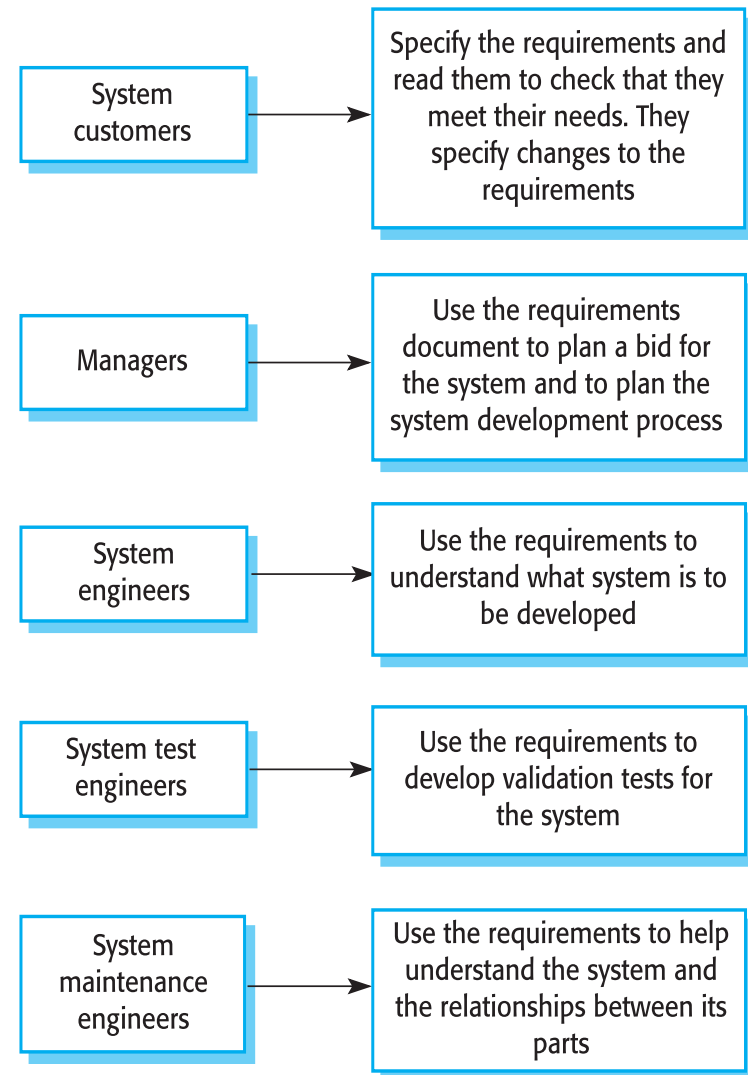 System
customers
Specify the requirements and
read them to check that they
meet their needs. They
specify changes to the
requirements
Managers
Use the requirements
document to plan a bid for
the system and to plan the
system development process
System
engineers
Use the requirements to
understand what system is to
be developed
System test
engineers
Use the requirements to
develop validation tests for
the system
System
maintenance
engineers
Use the requirements to help
understand the system and
the relationships between its
parts